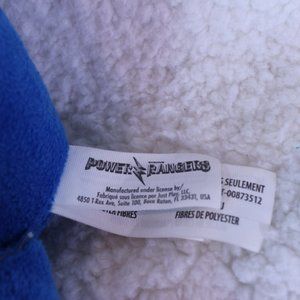 POWER RANGERS
Manufactured under license by/
Fabriqué sous licence par Just Play, LLC,
4850 T-Rex Ave, Suite 100, Boca Raton, FL 33431, USA
SEULEMENT
-00873512
FIBRES
FIBRES DE POLYESTER